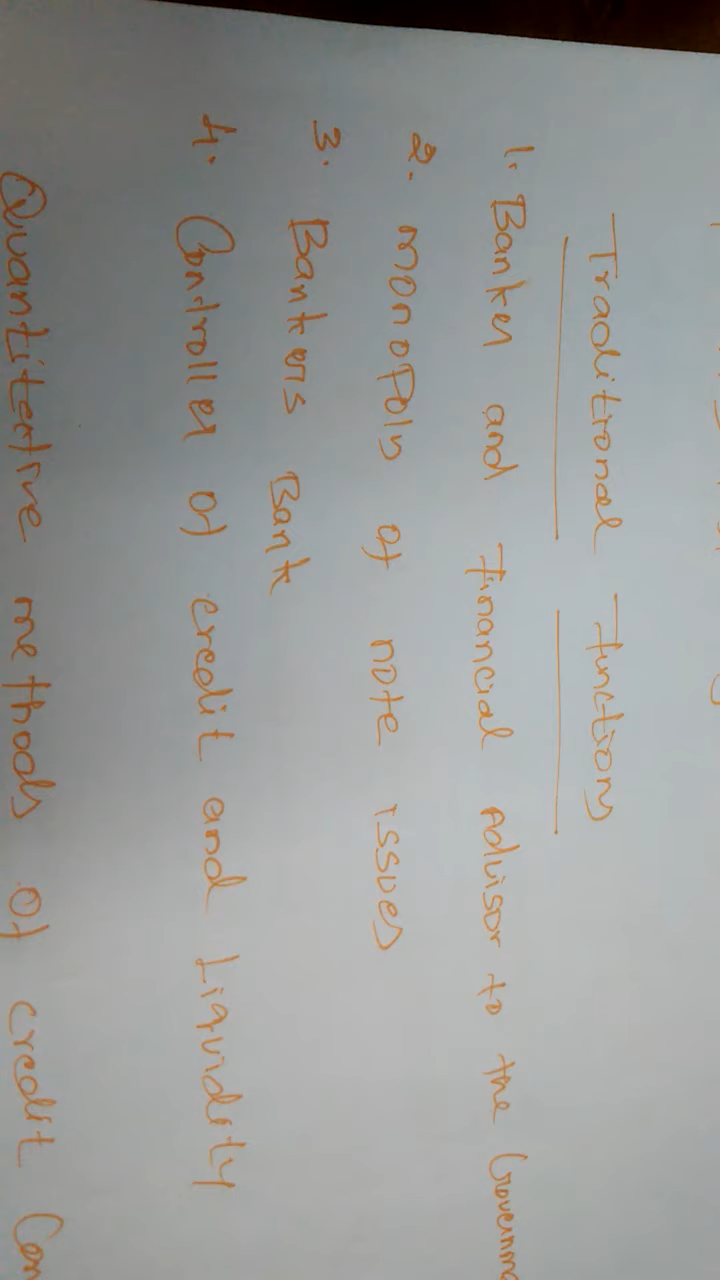 Traditional Functions
1. Banker and Financial Advisor to the
2. monopoly of note issues
3. Bankers Bank
4. Controller of credit and Liquidity
Quantitative methods of credit